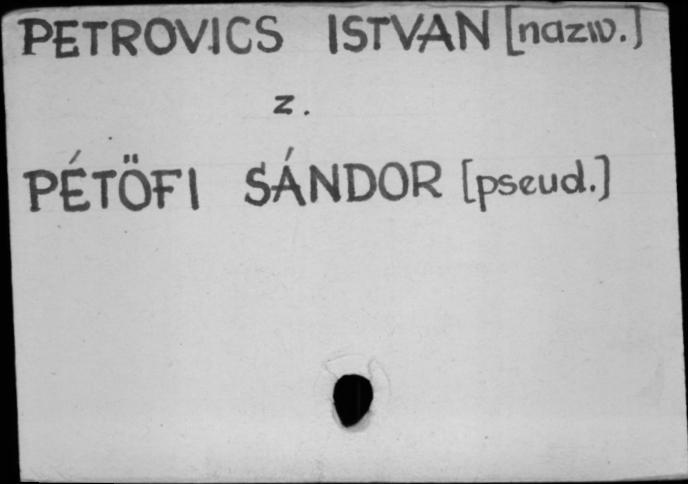 PETROVICS ISTVAN [nazw.]
z.
PÉTÖFI SÁNDOR [pseud.]